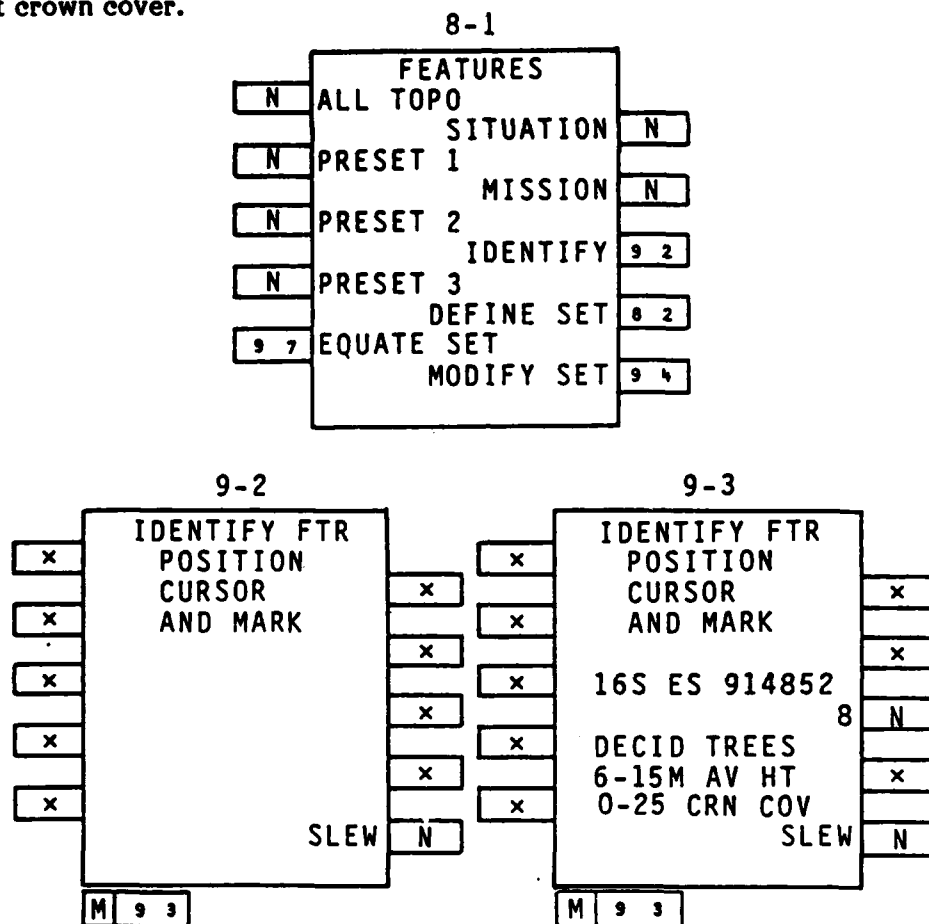 t crown cover.
8-1
FEATURES
N ALL TOPO
SITUATION N
N PRESET 1
MISSION N
N PRESET 2
IDENTIFY 9 2
N PRESET 3
DEFINE SET 8 2
9 7 EQUATE SET
MODIFY SET 9 4
9-2
IDENTIFY FTR
x POSITION
CURSOR x
x AND MARK
x
x
x
x
x
x
SLEW N
M 9 3
9-3
IDENTIFY FTR
x POSITION
CURSOR x
x AND MARK
x
x 16S ES 914852
8 N
x DECID TREES
6-15M AV HT x
x 0-25 CRN COV
SLEW N
M 9 3